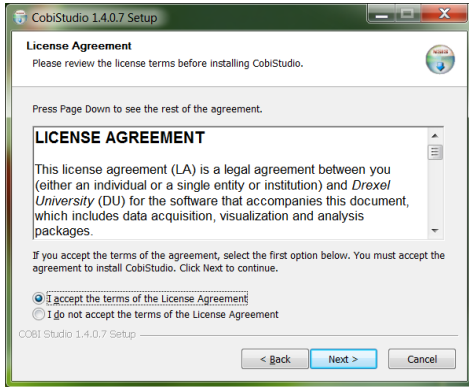 CobiStudio 1.4.0.7 Setup
License Agreement
Please review the license terms before installing CobiStudio.
Press Page Down to see the rest of the agreement.
LICENSE AGREEMENT
This license agreement (LA) is a legal agreement between you
(either an individual or a single entity or institution) and Drexel
University (DU) for the software that accompanies this document,
which includes data acquisition, visualization and analysis
packages.
If you accept the terms of the agreement, select the first option below. You must accept the
agreement to install CobiStudio. Click Next to continue.
I accept the terms of the License Agreement
I do not accept the terms of the License Agreement
COBI Studio 1.4.0.7 Setup
< Back Next > Cancel